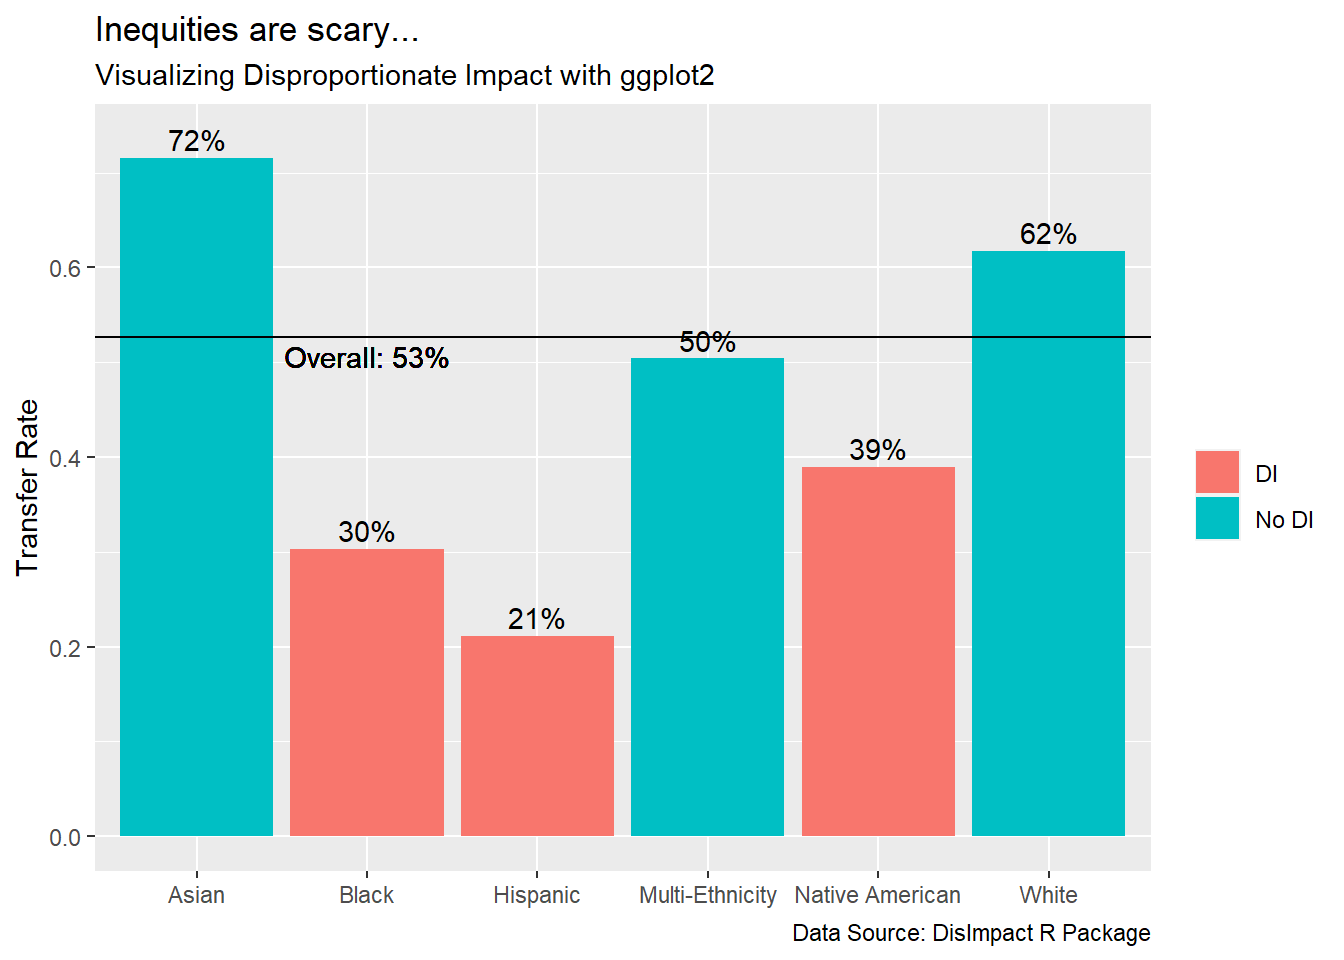 Inequities are scary...
Visualizing Disproportionate Impact with ggplot2
72%
62%
0.6
50%
Overall: 53%
Transfer Rate
0.4
39%
DI
No DI
30%
21%
0.2
0.0
Asian
Black
Hispanic
Multi-Ethnicity
Native American
White
Data Source: DisImpact R Package